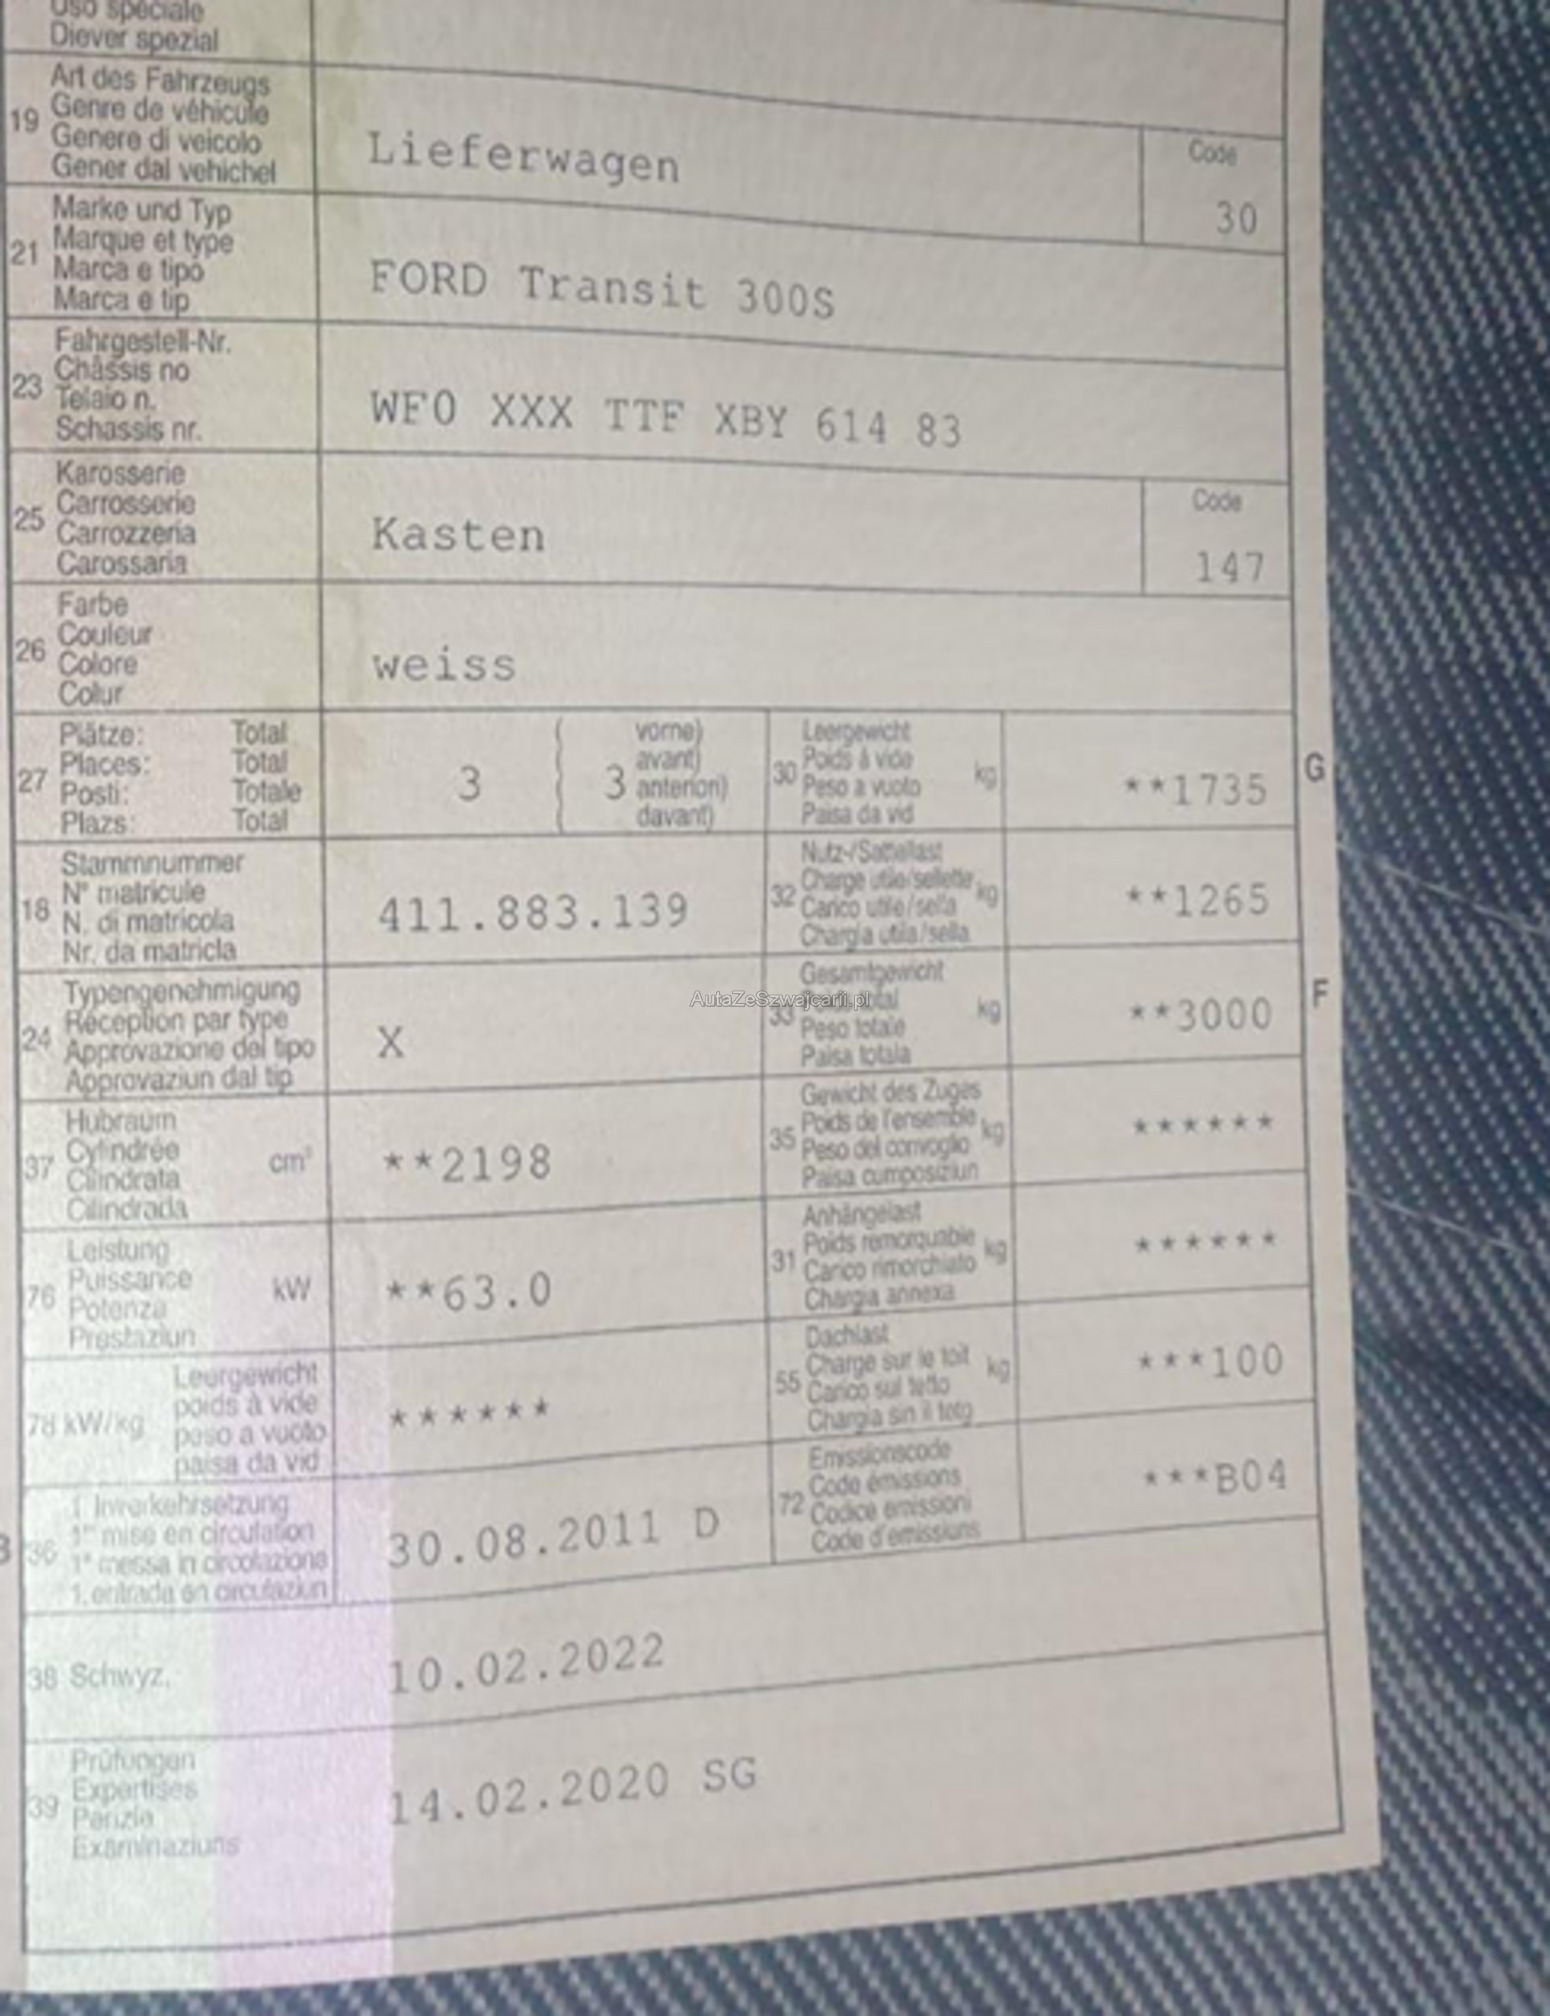 Uso speciale
Diever spezial
19 Art des Fahrzeugs
Genre de véhicule
Genere di veicolo
Gener dal vehichel
Lieferwagen
Code
30
21 Marke und Typ
Marque et type
Marca e tipo
Marca e tip
FORD Transit 300S
23 Fahrgestell-Nr.
Châssis no
Telaio n.
Schassis nr.
WF0 XXX TTF XBY 614 83
25 Karosserie
Carrosserie
Carrozzeria
Carossaria
Kasten
Code
147
26 Farbe
Couleur
Colore
Colur
weiss
27 Plätze: Total
Places: Total
Posti: Totale
Plazs: Total
3 ( 3 vorne)
avant)
anteriori)
davant)
30 Leergewicht
Poids à vide
Peso a vuoto
Paisa da vid
kg
**1735
G
18 Stammnummer
N° matricule
N. di matricola
Nr. da matricla
411.883.139
32 Nutz-/Sattellast
Charge utile/sellette
Carico utile/sella
Chargia utila/sella
kg
**1265
24 Typengenehmigung
Réception par type
Approvazione del tipo
Approvaziun dal tip
X
33 Gesamtgewicht
Poids total
Peso totale
Paisa totala
kg
**3000
F
AutaZeSzwajcarii.pl
37 Hubraum
Cylindrée
Cilindrata
Cilindrada
cm³
**2198
35 Gewicht des Zuges
Poids de l'ensemble
Peso del convoglio
Paisa cumposiziun
kg
******
76 Leistung
Puissance
Potenza
Prestaziun
kW
**63.0
31 Anhängelast
Poids remorquable
Carico rimorchiato
Chargia annexa
kg
******
78 kW/kg Leergewicht
poids à vide
peso a vuoto
paisa da vid
******
55 Dachlast
Charge sur le toit
Carico sul tetto
Chargia sin il tetg
kg
***100
B 36 1. Inverkehrsetzung
1re mise en circulation
1a messa in circolazione
1. entrada en circulaziun
30.08.2011 D
72 Emissionscode
Code émissions
Codice emissioni
Code d'emissiuns
***B04
38 Schwyz,
10.02.2022
39 Prüfungen
Expertises
Perizie
Examinaziuns
14.02.2020 SG